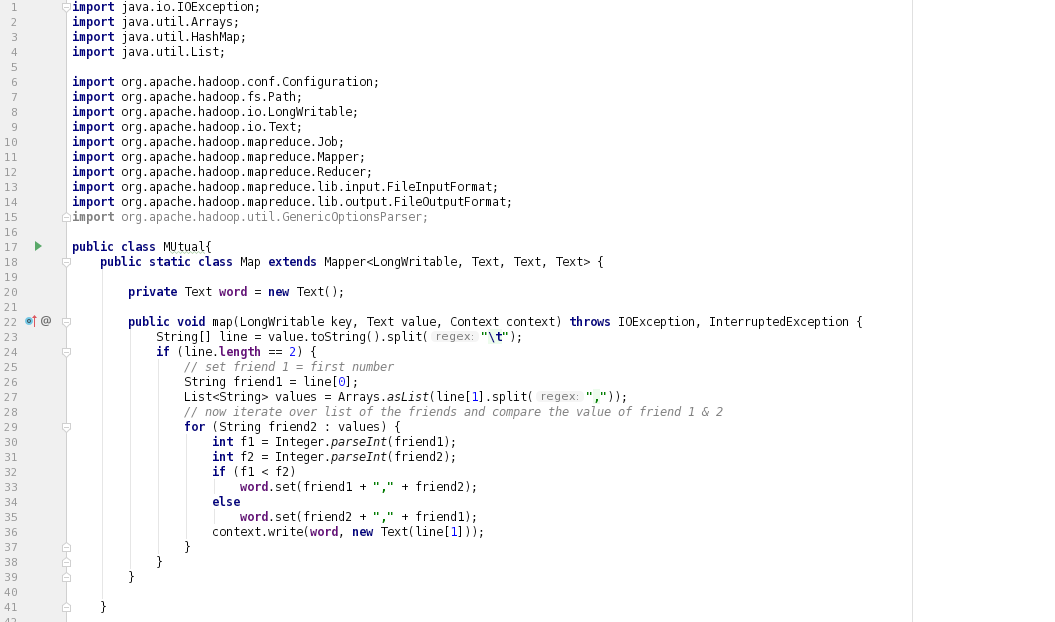 1 import java.io.IOException;
2 import java.util.Arrays;
3 import java.util.HashMap;
4 import java.util.List;
5
6 import org.apache.hadoop.conf.Configuration;
7 import org.apache.hadoop.fs.Path;
8 import org.apache.hadoop.io.LongWritable;
9 import org.apache.hadoop.io.Text;
10 import org.apache.hadoop.mapreduce.Job;
11 import org.apache.hadoop.mapreduce.Mapper;
12 import org.apache.hadoop.mapreduce.Reducer;
13 import org.apache.hadoop.mapreduce.lib.input.FileInputFormat;
14 import org.apache.hadoop.mapreduce.lib.output.FileOutputFormat;
15 import org.apache.hadoop.util.GenericOptionsParser;
16
17 public class MUtual{
18 public static class Map extends Mapper<LongWritable, Text, Text, Text> {
19
20 private Text word = new Text();
21
22 @ public void map(LongWritable key, Text value, Context context) throws IOException, InterruptedException {
23 String[] line = value.toString().split( regex: "\t");
24 if (line.length == 2) {
25 // set friend 1 = first number
26 String friend1 = line[0];
27 List<String> values = Arrays.asList(line[1].split( regex: ","));
28 // now iterate over list of the friends and compare the value of friend 1 & 2
29 for (String friend2 : values) {
30 int f1 = Integer.parseInt(friend1);
31 int f2 = Integer.parseInt(friend2);
32 if (f1 < f2)
33 word.set(friend1 + "," + friend2);
34 else
35 word.set(friend2 + "," + friend1);
36 context.write(word, new Text(line[1]));
37 }
38 }
39 }
40
41 }